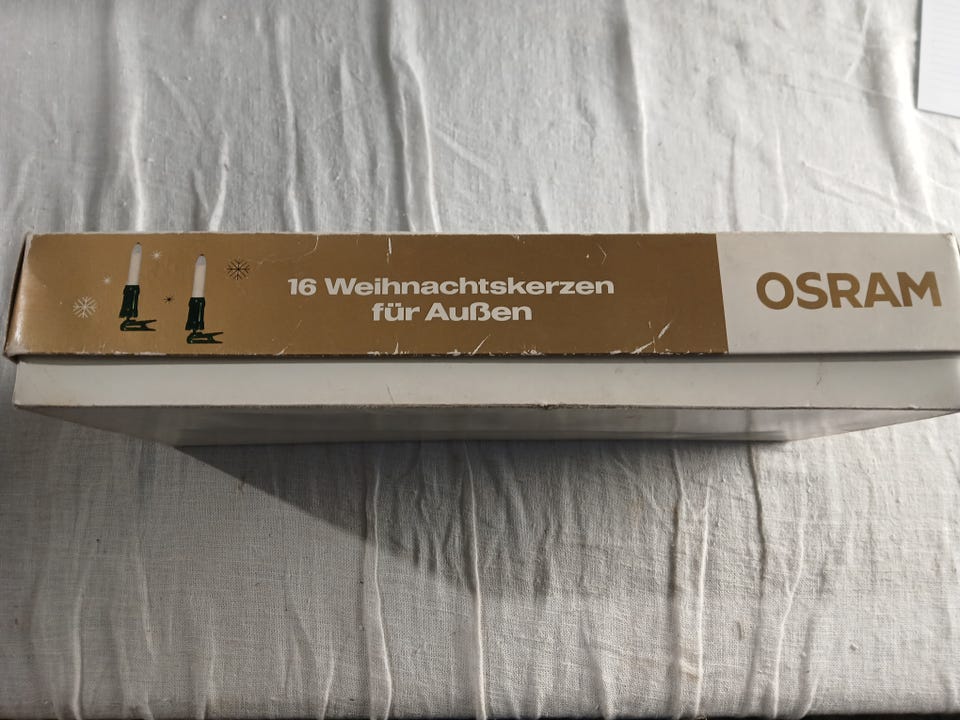 16 Weihnachtskerzen
für Außen
OSRAM